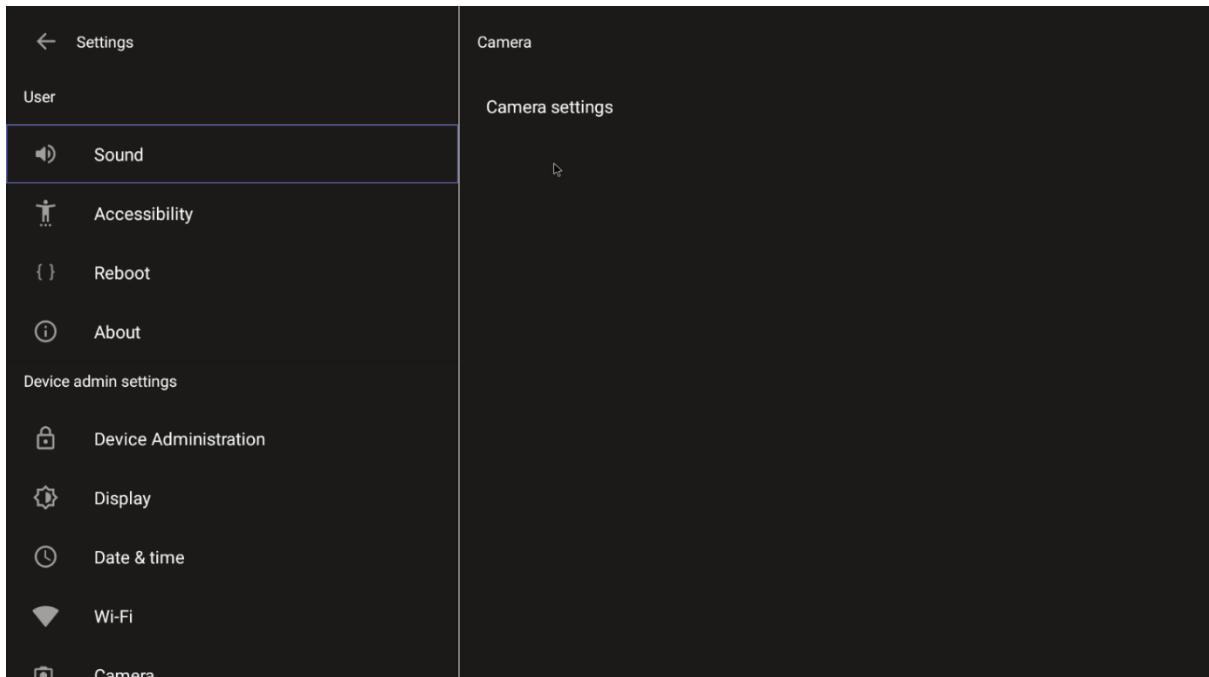 Settings
User
Sound
Accessibility
Reboot
About
Device admin settings
Device Administration
Display
Date & time
Wi-Fi
Camera
Camera
Camera settings